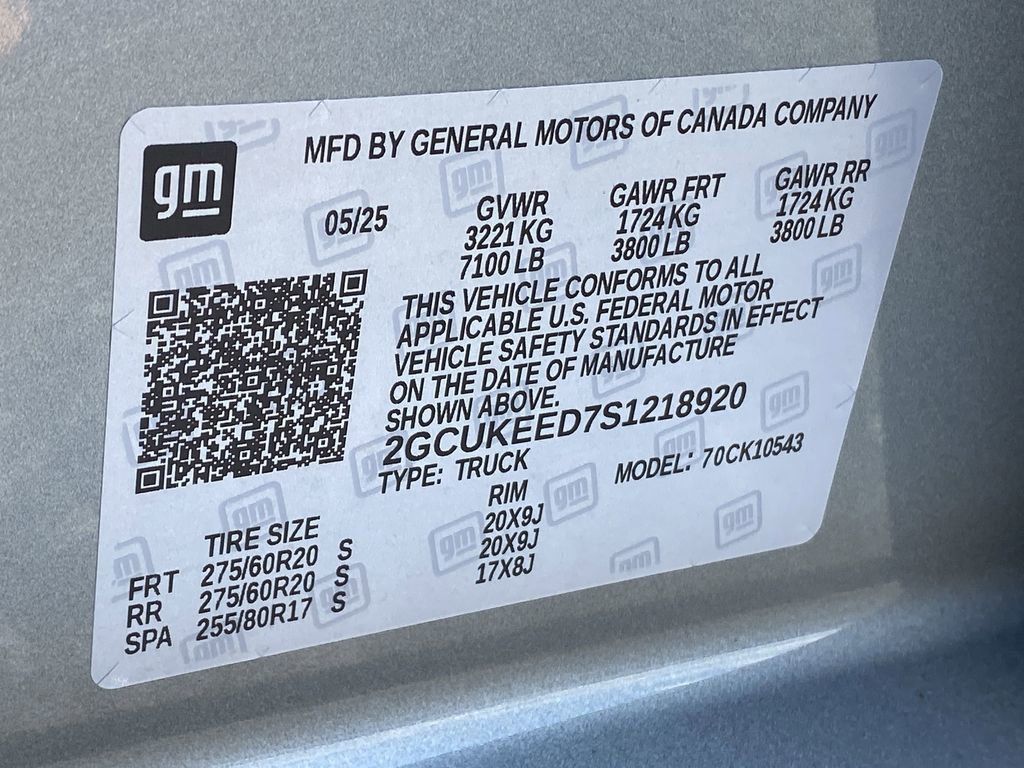 gm
MFD BY GENERAL MOTORS OF CANADA COMPANY
05/25
GVWR
3221 KG
7100 LB
GAWR FRT
1724 KG
3800 LB
GAWR RR
1724 KG
3800 LB
THIS VEHICLE CONFORMS TO ALL
APPLICABLE U.S. FEDERAL MOTOR
VEHICLE SAFETY STANDARDS IN EFFECT
ON THE DATE OF MANUFACTURE
SHOWN ABOVE.
2GCUKEED7S1218920
TYPE: TRUCK
MODEL: 70CK10543
TIRE SIZE RIM
FRT 275/60R20 S 20X9J
RR 275/60R20 S 20X9J
SPA 255/80R17 S 17X8J